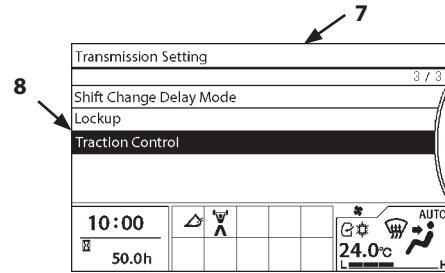 7
Transmission Setting
3 / 3
8
Shift Change Delay Mode
Lockup
Traction Control
10:00
50.0h
AUTO
24.0°C
L H